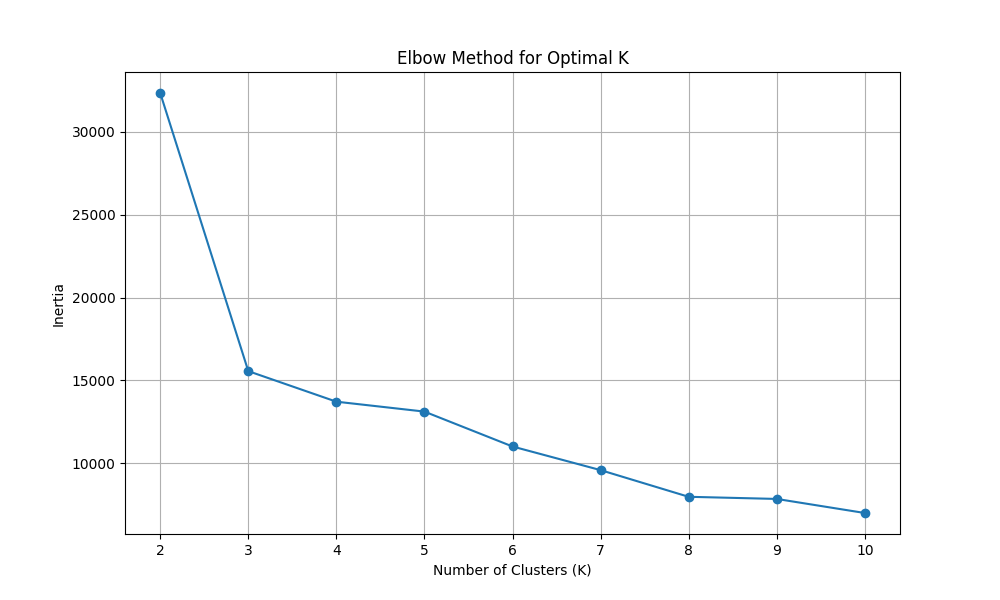 Elbow Method for Optimal K
30000
25000
20000
15000
10000
Inertia
2 3 4 5 6 7 8 9 10
Number of Clusters (K)